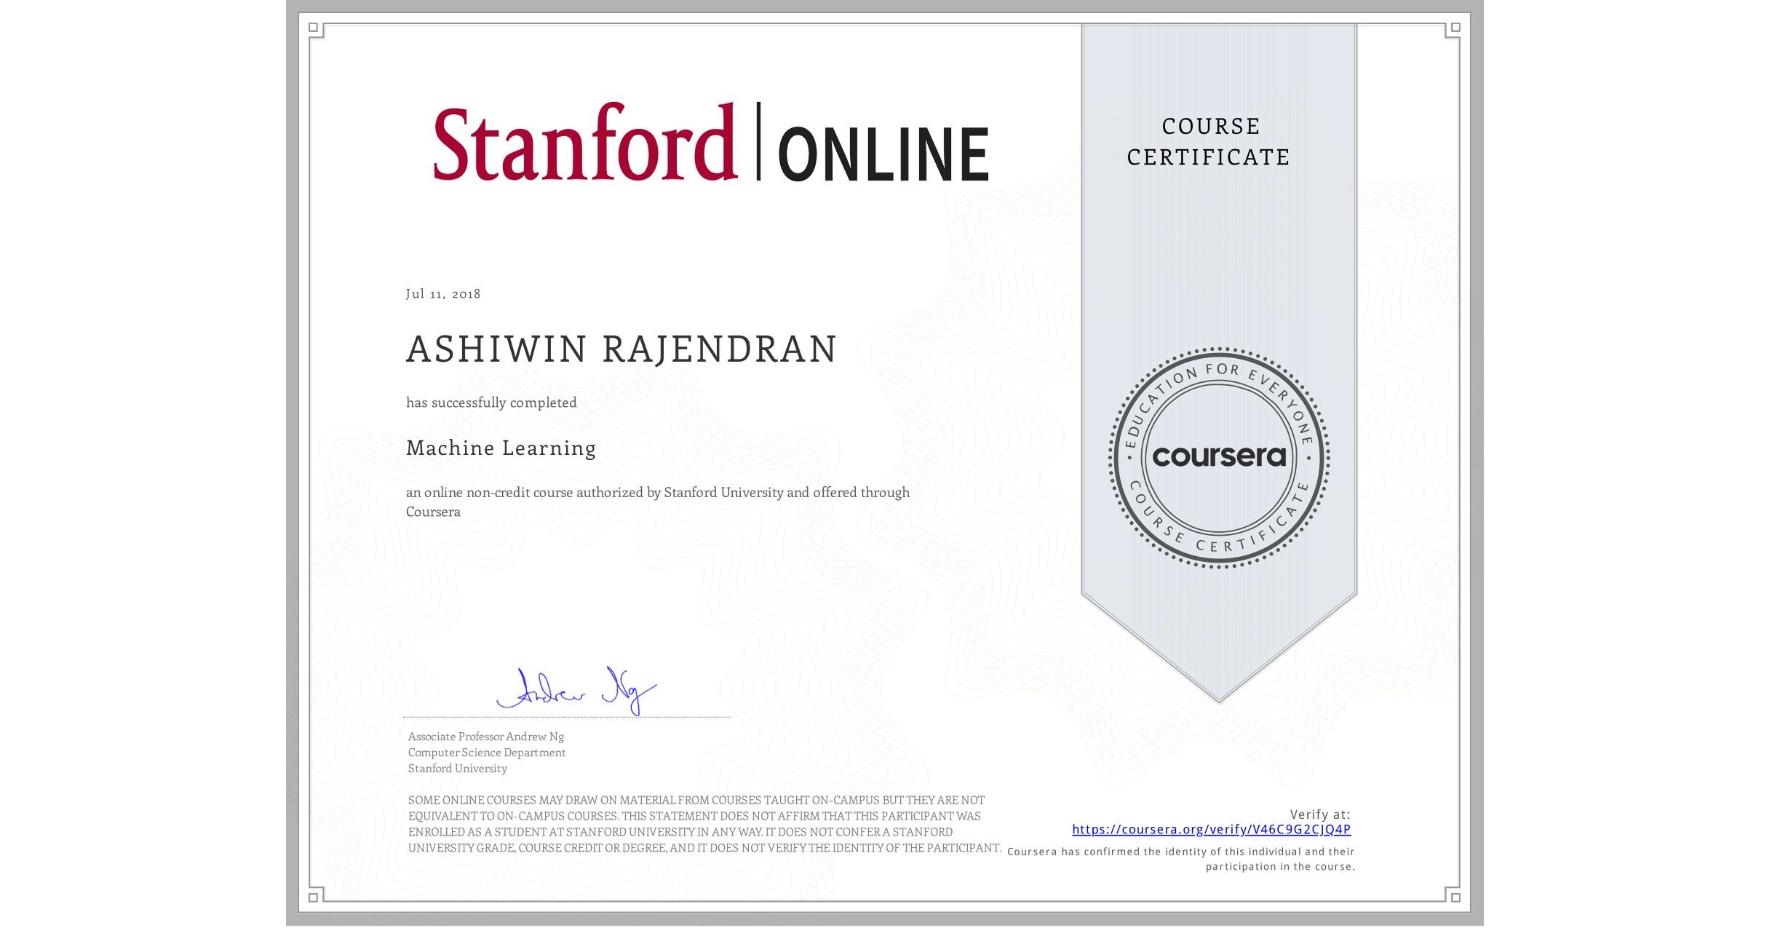 Stanford | ONLINE
COURSE
CERTIFICATE
Jul 11, 2018
ASHIWIN RAJENDRAN
has successfully completed
Machine Learning
an online non-credit course authorized by Stanford University and offered through
Coursera
EDUCATION FOR EVERYONE
coursera
COURSE CERTIFICATE
Andrew Ng
Associate Professor Andrew Ng
Computer Science Department
Stanford University
SOME ONLINE COURSES MAY DRAW ON MATERIAL FROM COURSES TAUGHT ON-CAMPUS BUT THEY ARE NOT
EQUIVALENT TO ON-CAMPUS COURSES. THIS STATEMENT DOES NOT AFFIRM THAT THIS PARTICIPANT WAS
ENROLLED AS A STUDENT AT STANFORD UNIVERSITY IN ANY WAY. IT DOES NOT CONFER A STANFORD
UNIVERSITY GRADE, COURSE CREDIT OR DEGREE, AND IT DOES NOT VERIFY THE IDENTITY OF THE PARTICIPANT.
Verify at:
https://coursera.org/verify/V46C9G2CJQ4P
Coursera has confirmed the identity of this individual and their
participation in the course.